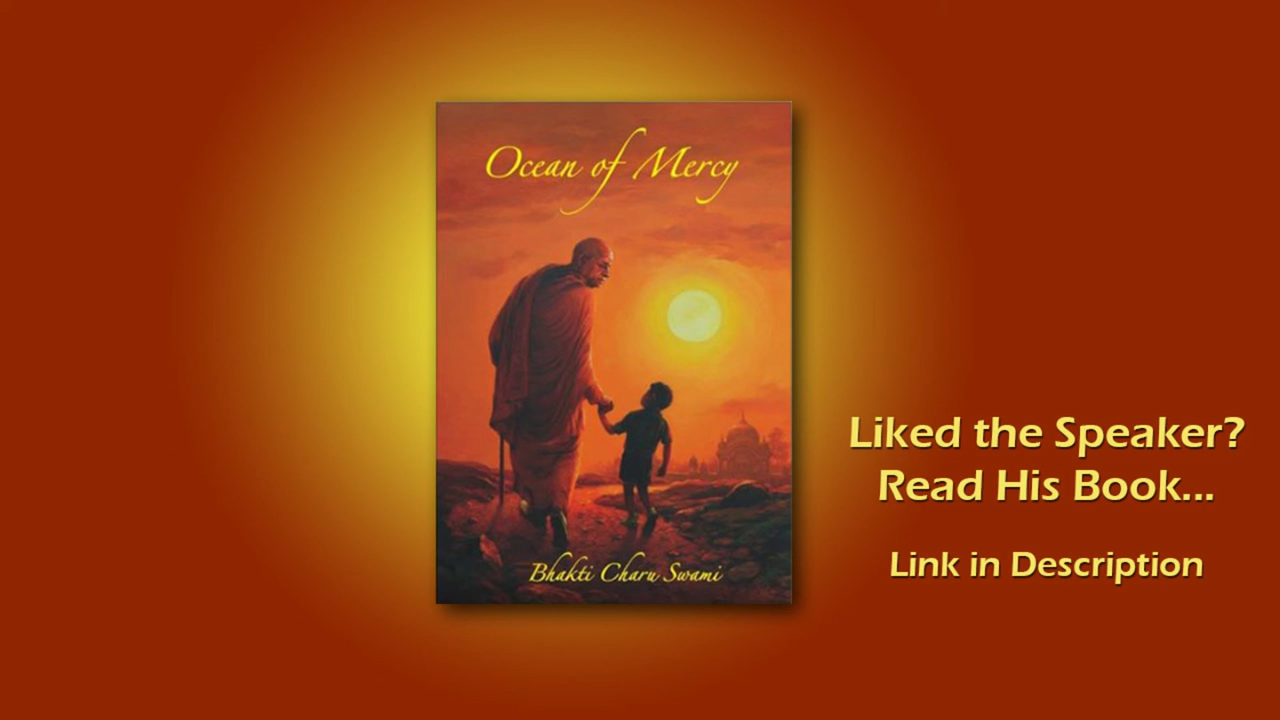 Ocean of Mercy
Bhakti Charu Swami
Liked the Speaker?
Read His Book...
Link in Description